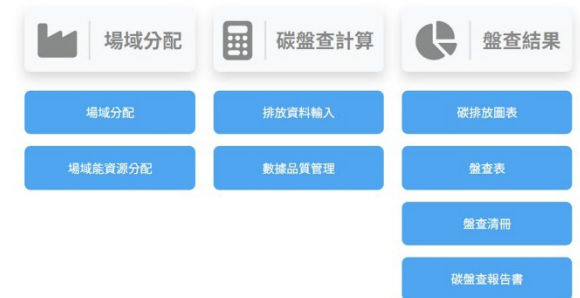 場域分配
碳盤查計算
盤查結果
場域分配
排放資料輸入
碳排放圖表
場域能資源分配
數據品質管理
盤查表
盤查清冊
碳盤查報告書